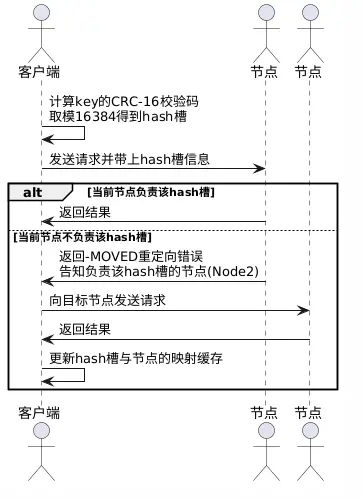 客户端
节点
节点
计算key的CRC-16校验码
取模16384得到hash槽
发送请求并带上hash槽信息
alt
[当前节点负责该hash槽]
返回结果
[当前节点不负责该hash槽]
返回-MOVED重定向错误
告知负责该hash槽的节点(Node2)
向目标节点发送请求
返回结果
更新hash槽与节点的映射缓存
客户端
节点
节点